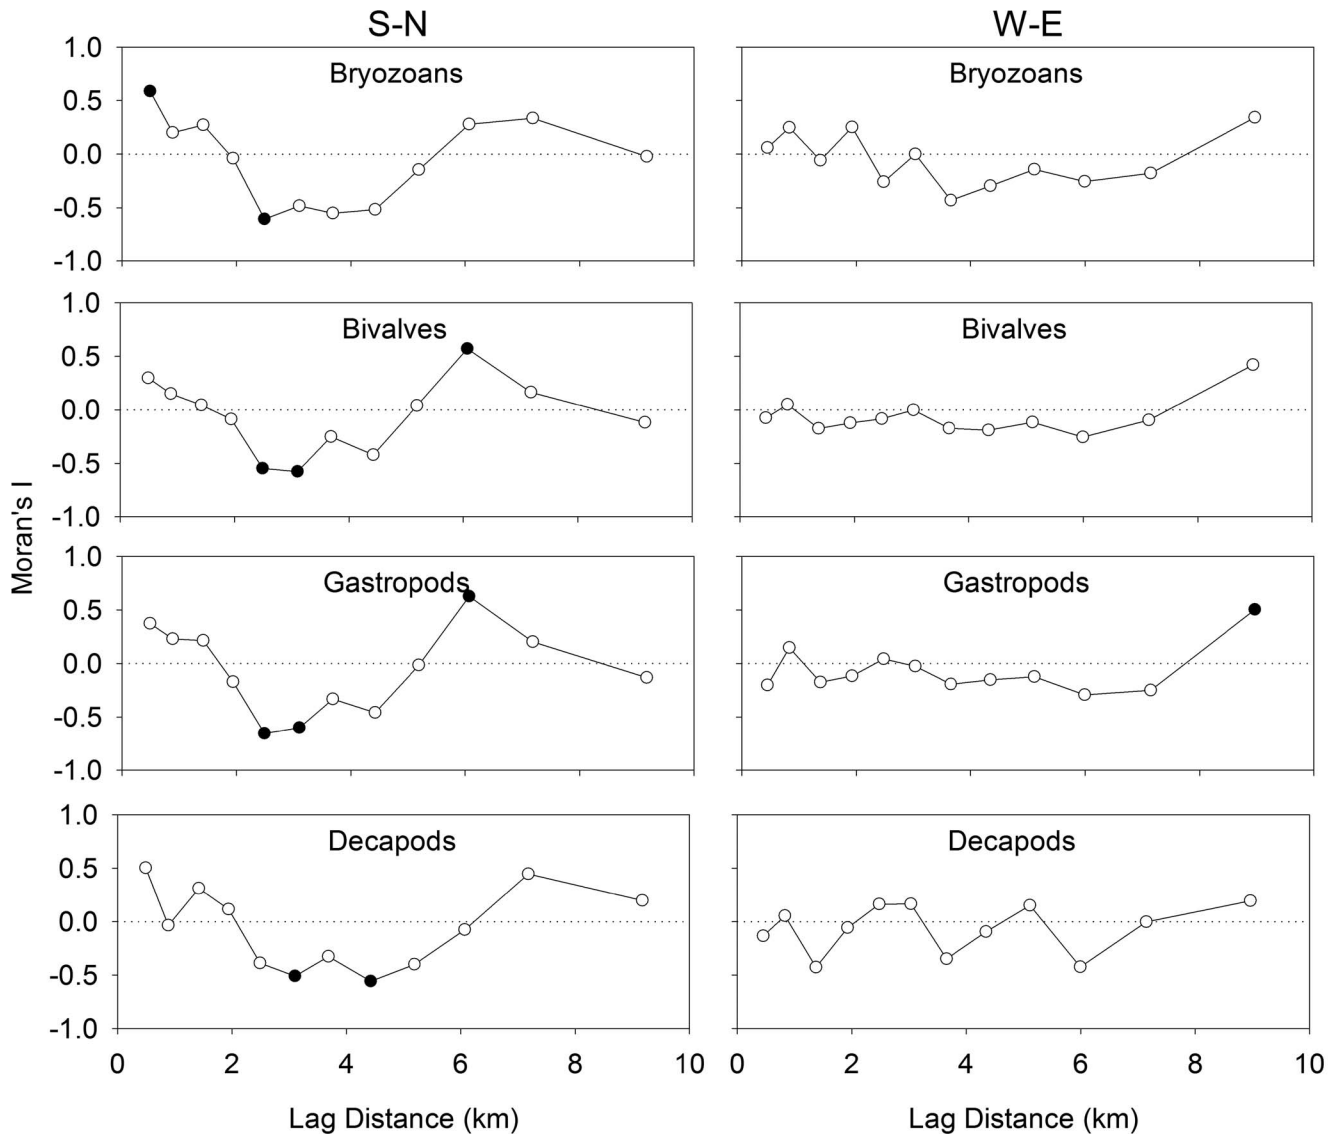 S-N W-E
1.0 Bryozoans Bryozoans
0.5
0.0
-0.5
-1.0
1.0 Bivalves Bivalves
0.5
0.0
-0.5
-1.0
Moran's I
1.0 Gastropods Gastropods
0.5
0.0
-0.5
-1.0
1.0 Decapods Decapods
0.5
0.0
-0.5
-1.0
0 2 4 6 8 10 0 2 4 6 8 10
Lag Distance (km) Lag Distance (km)